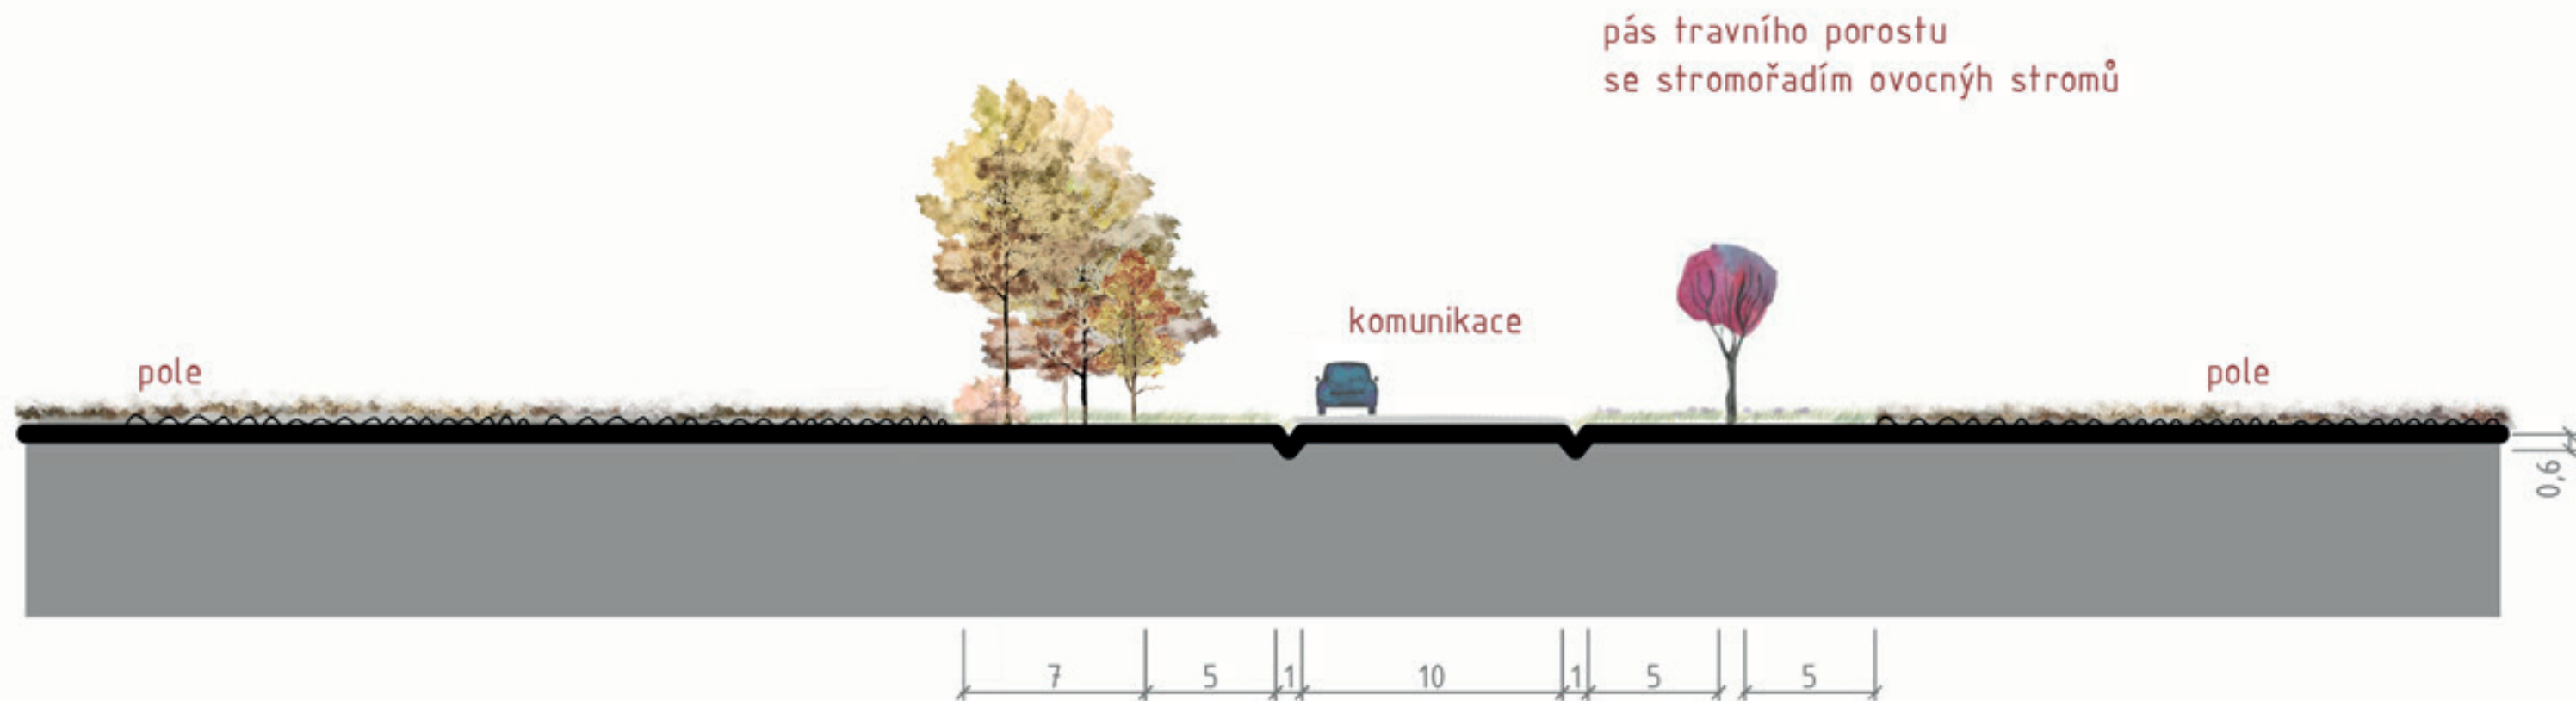 pás travního porostu
se stromořadím ovocnýh stromů
komunikace
pole
pole
0,6
7 5 1 10 1 5 5